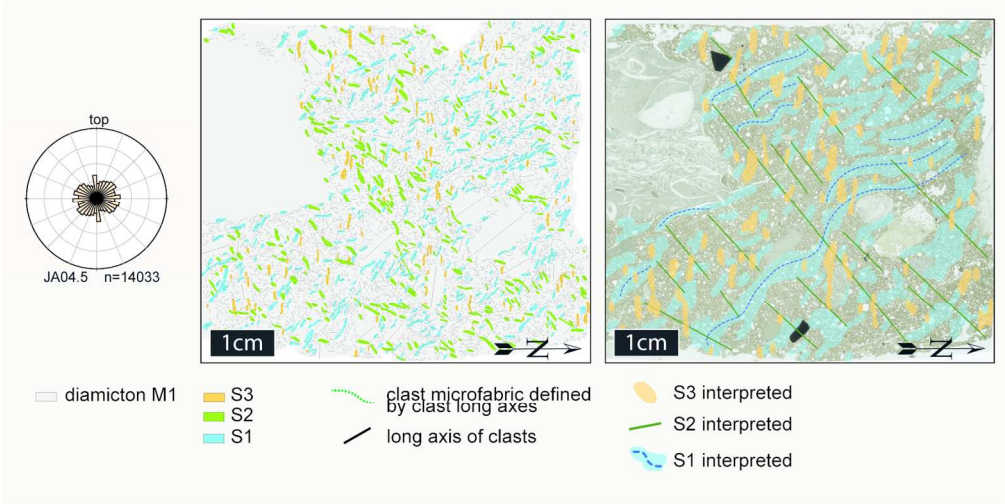 top
JA04.5 n=14033
1cm
N
1cm
N
diamicton M1
S3
S2
S1
clast microfabric defined
by clast long axes
long axis of clasts
S3 interpreted
S2 interpreted
S1 interpreted